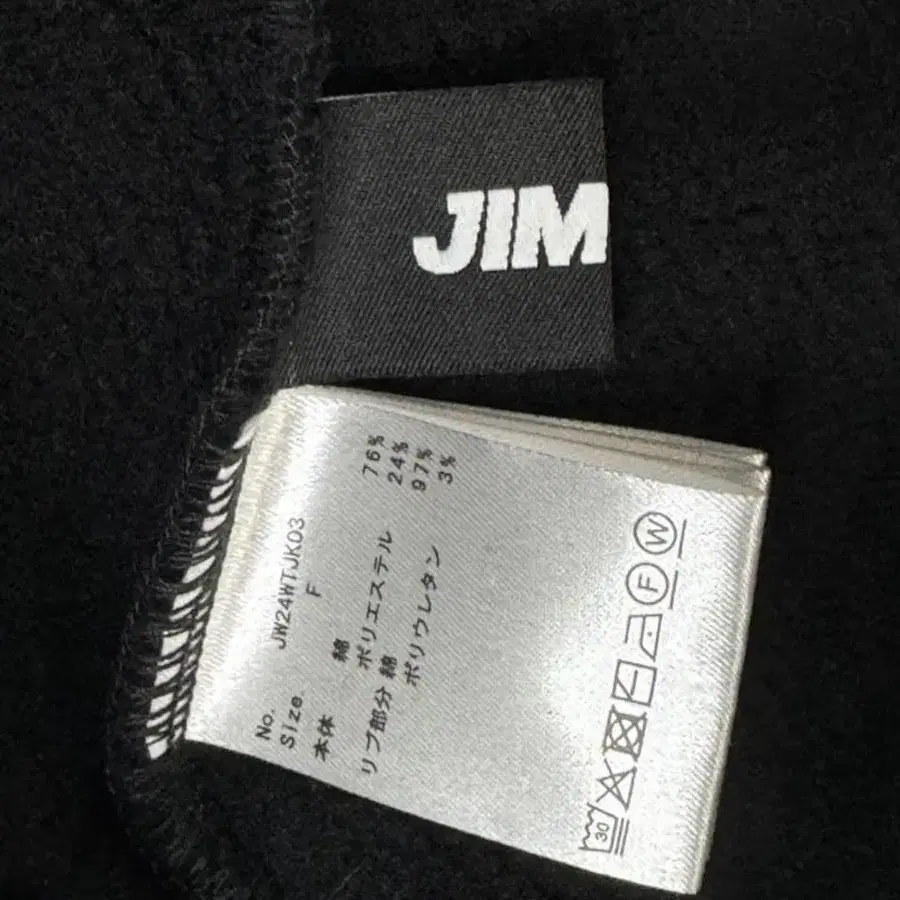 JIM
No. JW24WTJK03
Size. F
本体 綿 76%
ポリエステル 24%
リブ部分 綿 97%
ポリウレタン 3%
30
F
W